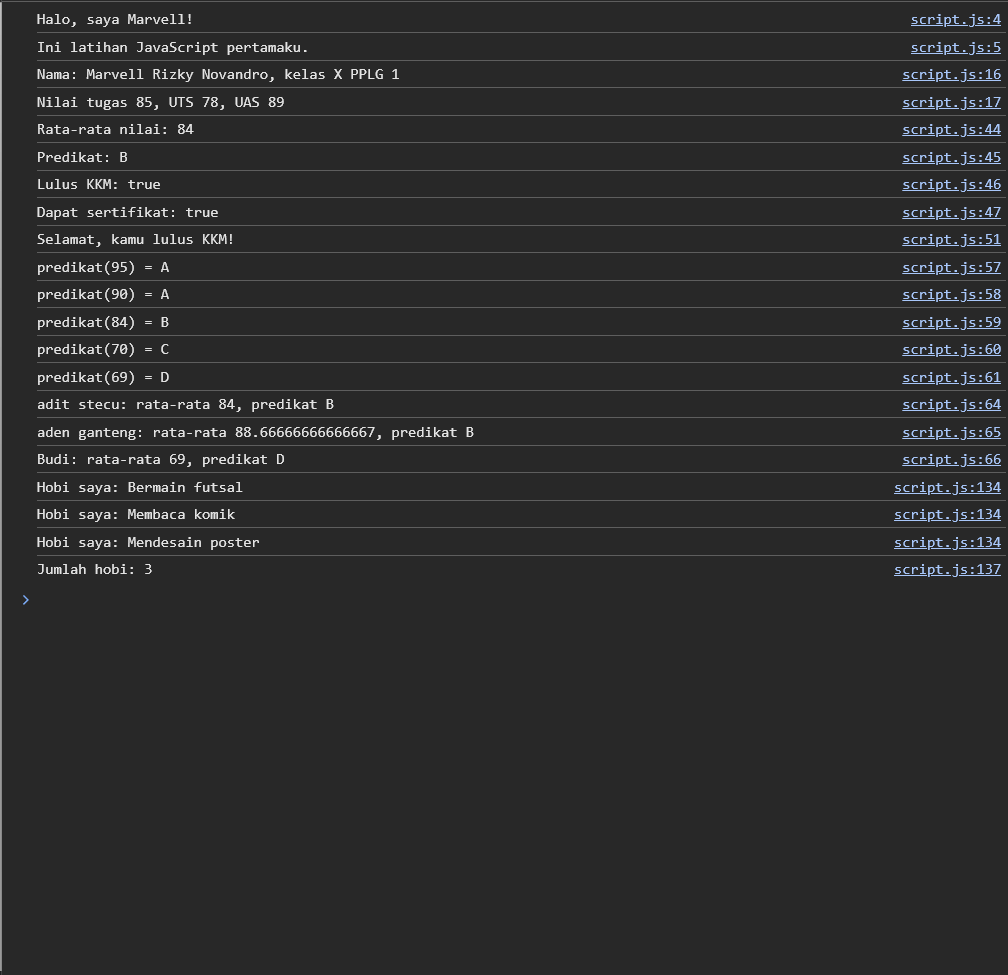 Halo, saya Marvell! script.js:4
Ini latihan JavaScript pertamaku. script.js:5
Nama: Marvell Rizky Novandro, kelas X PPLG 1 script.js:16
Nilai tugas 85, UTS 78, UAS 89 script.js:17
Rata-rata nilai: 84 script.js:44
Predikat: B script.js:45
Lulus KKM: true script.js:46
Dapat sertifikat: true script.js:47
Selamat, kamu lulus KKM! script.js:51
predikat(95) = A script.js:57
predikat(90) = A script.js:58
predikat(84) = B script.js:59
predikat(70) = C script.js:60
predikat(69) = D script.js:61
adit stecu: rata-rata 84, predikat B script.js:64
aden ganteng: rata-rata 88.66666666666667, predikat B script.js:65
Budi: rata-rata 69, predikat D script.js:66
Hobi saya: Bermain futsal script.js:134
Hobi saya: Membaca komik script.js:134
Hobi saya: Mendesain poster script.js:134
Jumlah hobi: 3 script.js:137